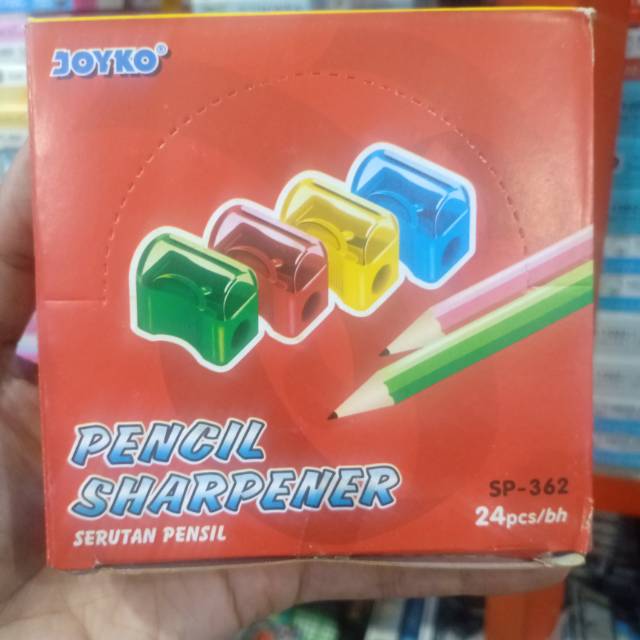 JOYKO®
PENCIL
SHARPENER
SERUTAN PENSIL
SP-362
24pcs/bh